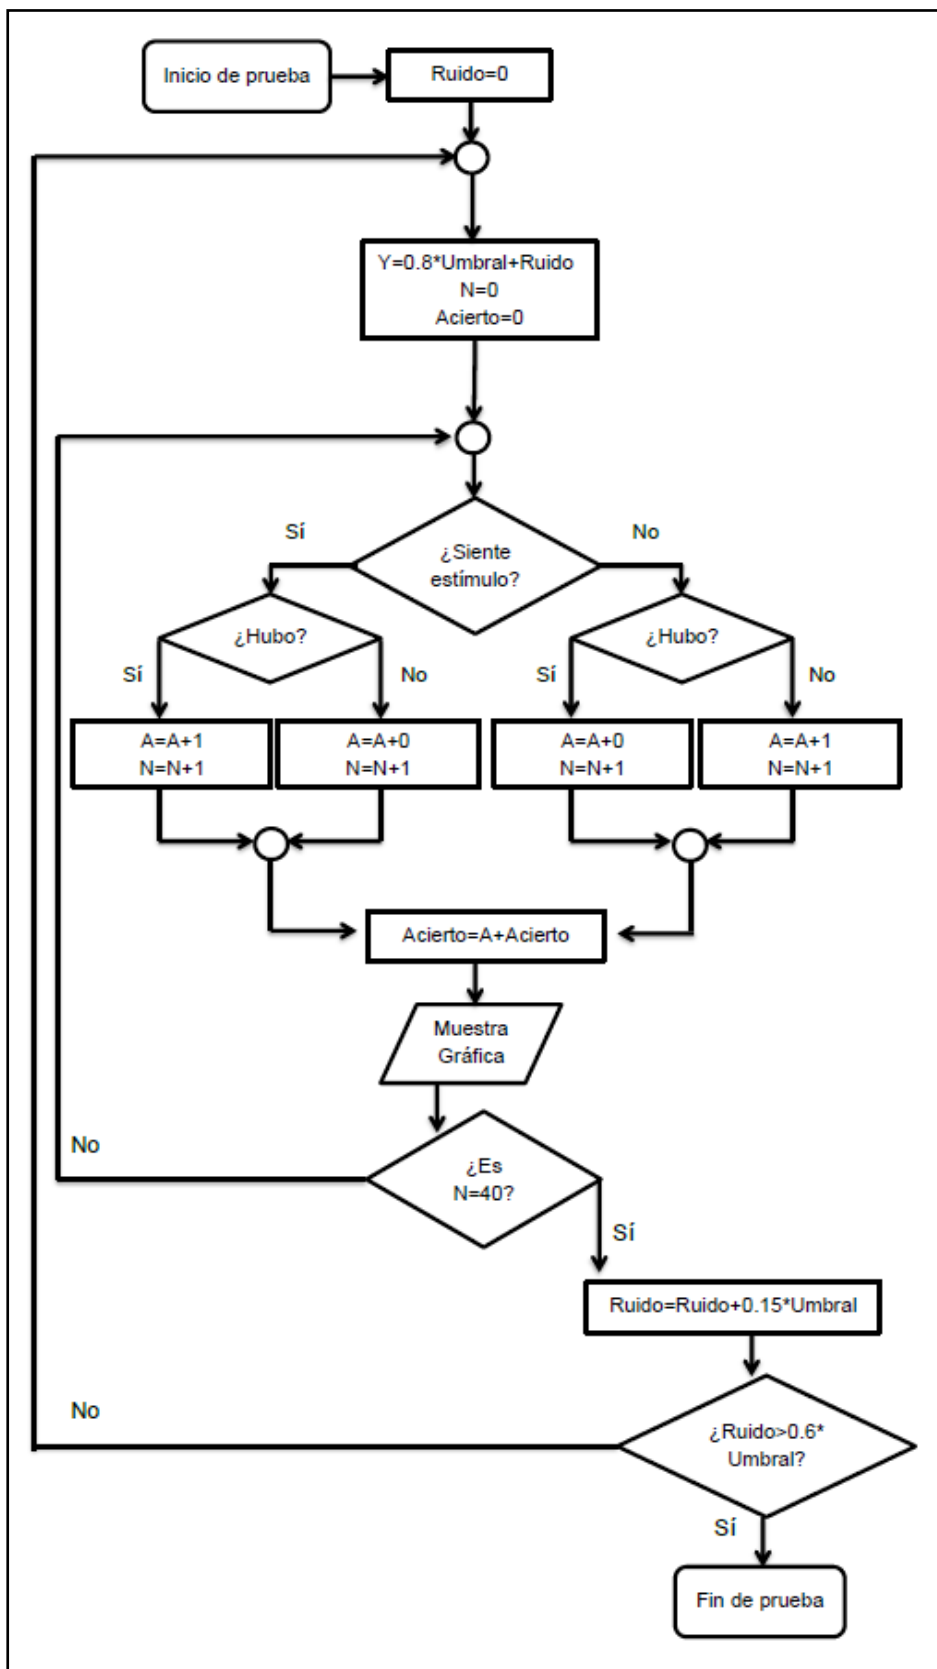 Inicio de prueba
Ruido=0
Y=0.8*Umbral+Ruido
N=0
Acierto=0
¿Siente
estímulo?
Sí
No
¿Hubo?
¿Hubo?
Sí
No
Sí
No
A=A+1
N=N+1
A=A+0
N=N+1
A=A+0
N=N+1
A=A+1
N=N+1
Acierto=A+Acierto
Muestra
Gráfica
No
¿Es
N=40?
Sí
Ruido=Ruido+0.15*Umbral
No
¿Ruido>0.6*
Umbral?
Sí
Fin de prueba